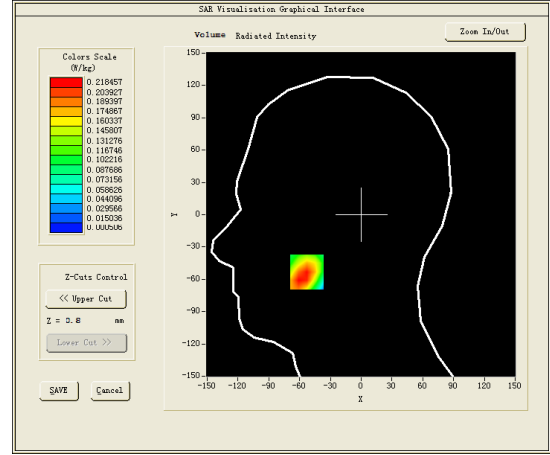 SAR Visualisation Graphical Interface
Volume Radiated Intensity
Zoom In/Out
Colors Scale
(W/kg)
0.218457
0.203927
0.189397
0.174867
0.160337
0.145807
0.131276
0.116746
0.102216
0.087686
0.073156
0.058626
0.044096
0.029566
0.015036
0.000506
Z-Cuts Control
<< Upper Cut
Z = 0.8 mm
Lower Cut >>
SAVE
Cancel
150
120
90
60
30
0
-30
-60
-90
-120
-150
Y
-150 -120 -90 -60 -30 0 30 60 90 120 150
X